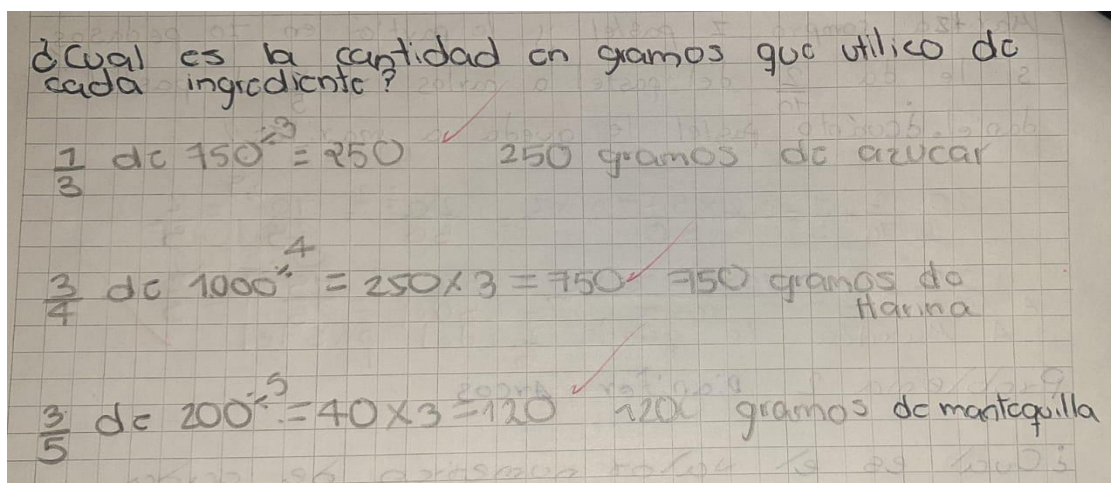 ¿Cual es la cantidad en gramos que utilico de
cada ingrediente?
1/3 de 750÷3 = 250 250 gramos de azucar
3/4 de 1000÷4 = 250 x 3 = 750 750 gramos de
Harina
3/5 de 200÷5 = 40 x 3 = 120 120 gramos de mantequilla